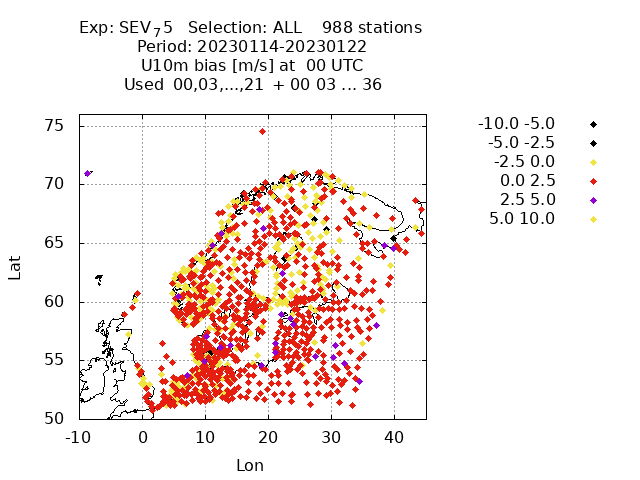 Exp: SEV₇5   Selection: ALL    988 stations
Period: 20230114-20230122
U10m bias [m/s] at  00 UTC
Used  00,03,...,21  + 00 03 ... 36
-10.0 -5.0
-5.0 -2.5
-2.5 0.0
0.0 2.5
2.5 5.0
5.0 10.0
75
70
65
60
55
50
Lat
-10 0 10 20 30 40
Lon